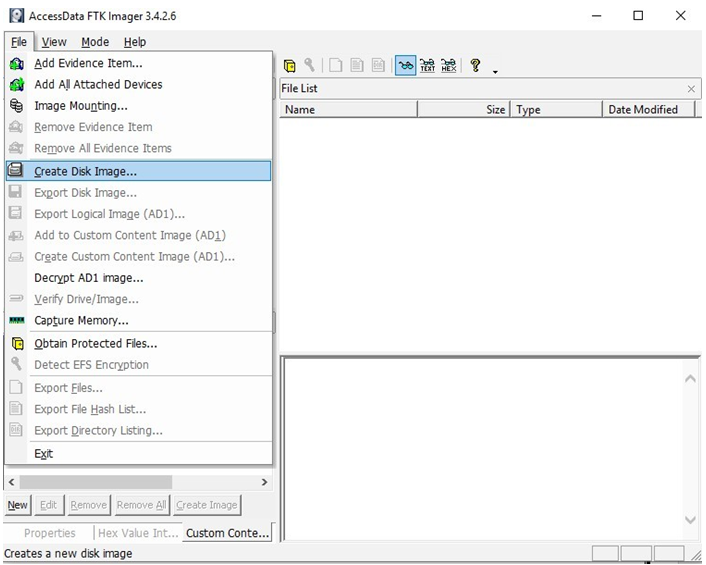 AccessData FTK Imager 3.4.2.6
File View Mode Help
Add Evidence Item...
Add All Attached Devices
Image Mounting...
Remove Evidence Item
Remove All Evidence Items
Create Disk Image...
Export Disk Image...
Export Logical Image (AD1)...
Add to Custom Content Image (AD1)
Create Custom Content Image (AD1)...
Decrypt AD1 image...
Verify Drive/Image...
Capture Memory...
Obtain Protected Files...
Detect EFS Encryption
Export Files...
Export File Hash List...
Export Directory Listing...
Exit
TEXT HEX
File List
Name Size Type Date Modified
New Edit Remove Remove All Create Image
Properties Hex Value Int... Custom Conte...
Creates a new disk image